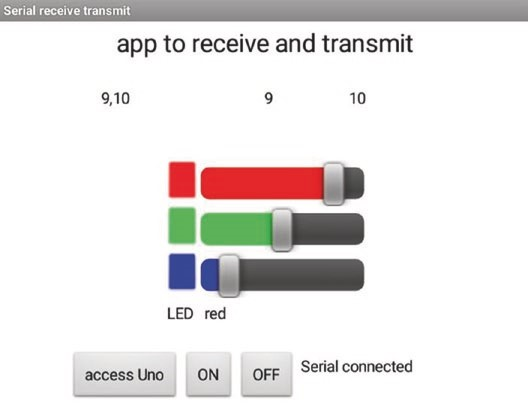 Serial receive transmit
app to receive and transmit
9,10 9 10
LED red
access Uno ON OFF Serial connected